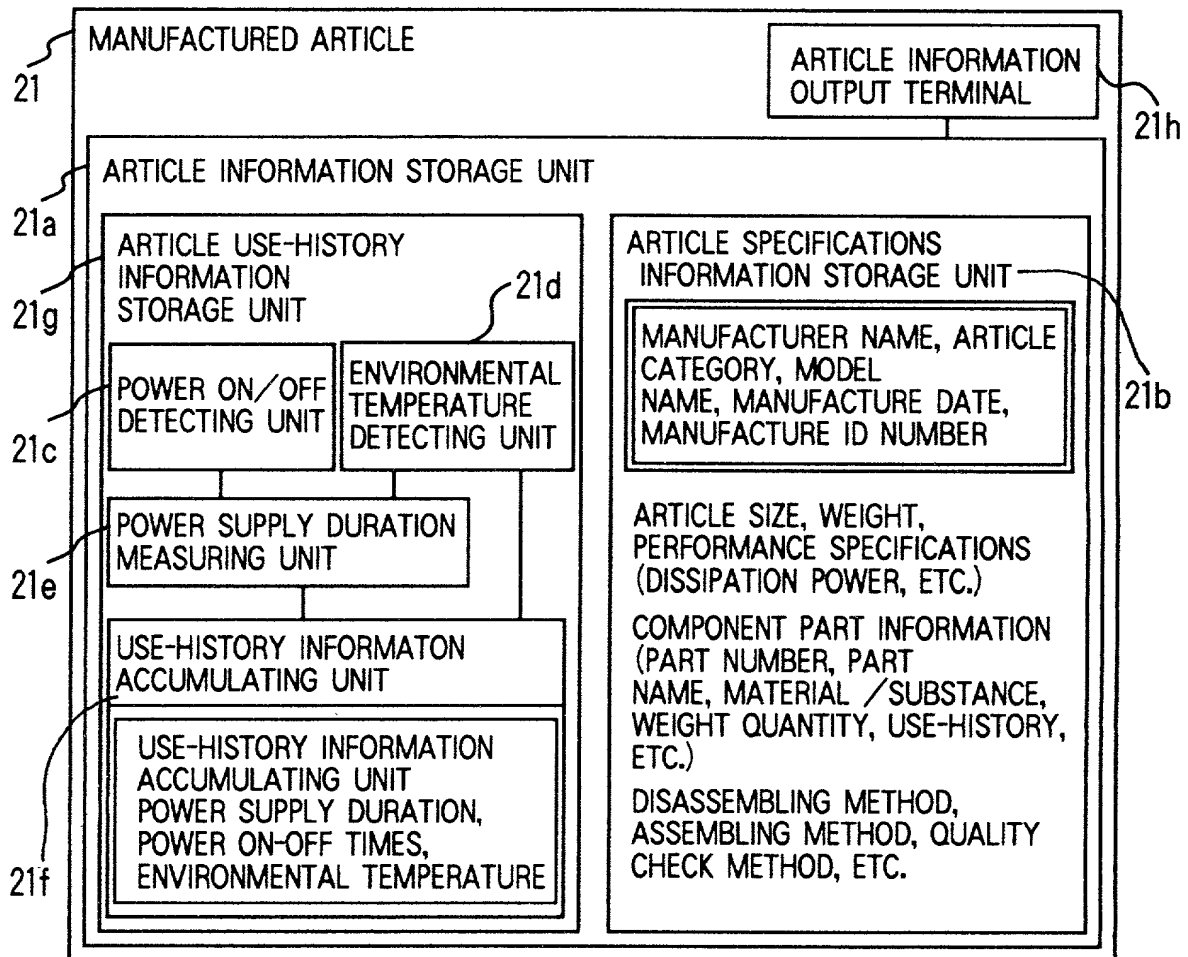 MANUFACTURED ARTICLE
21
ARTICLE INFORMATION
OUTPUT TERMINAL
21h
ARTICLE INFORMATION STORAGE UNIT
21a
ARTICLE USE-HISTORY
INFORMATION
STORAGE UNIT
21g
21d
POWER ON/OFF
DETECTING UNIT
21c
ENVIRONMENTAL
TEMPERATURE
DETECTING UNIT
POWER SUPPLY DURATION
MEASURING UNIT
21e
USE-HISTORY INFORMATON
ACCUMULATING UNIT
21f
USE-HISTORY INFORMATION
ACCUMULATING UNIT
POWER SUPPLY DURATION,
POWER ON-OFF TIMES,
ENVIRONMENTAL TEMPERATURE
ARTICLE SPECIFICATIONS
INFORMATION STORAGE UNIT
21b
MANUFACTURER NAME, ARTICLE
CATEGORY, MODEL
NAME, MANUFACTURE DATE,
MANUFACTURE ID NUMBER
ARTICLE SIZE, WEIGHT,
PERFORMANCE SPECIFICATIONS
(DISSIPATION POWER, ETC.)
COMPONENT PART INFORMATION
(PART NUMBER, PART
NAME, MATERIAL /SUBSTANCE,
WEIGHT QUANTITY, USE-HISTORY,
ETC.)
DISASSEMBLING METHOD,
ASSEMBLING METHOD, QUALITY
CHECK METHOD, ETC.